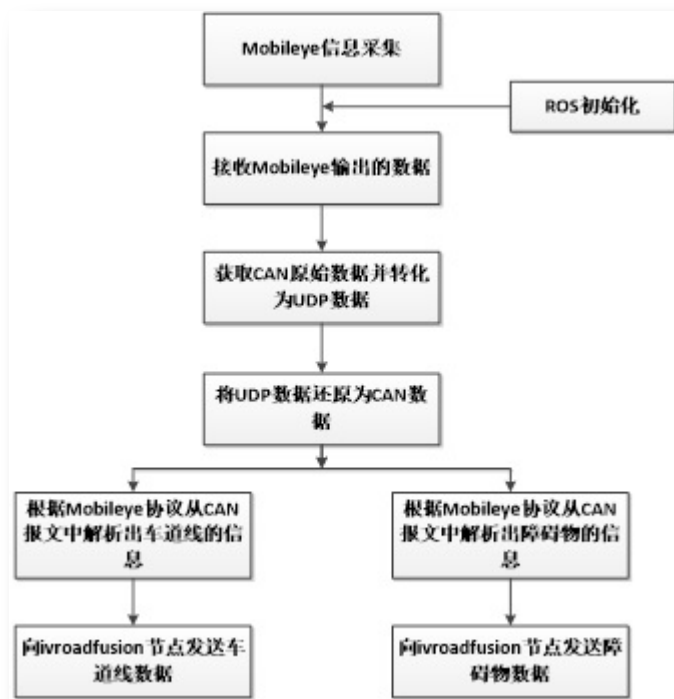 Mobileye信息采集
ROS初始化
接收Mobileye输出的数据
获取CAN原始数据并转化
为UDP数据
将UDP数据还原为CAN数
据
根据Mobileye协议从CAN
报文中解析出车道线的信
息
根据Mobileye协议从CAN
报文中解析出障碍物的信
息
向ivroadfusion节点发送车
道线数据
向ivroadfusion节点发送障
碍物数据